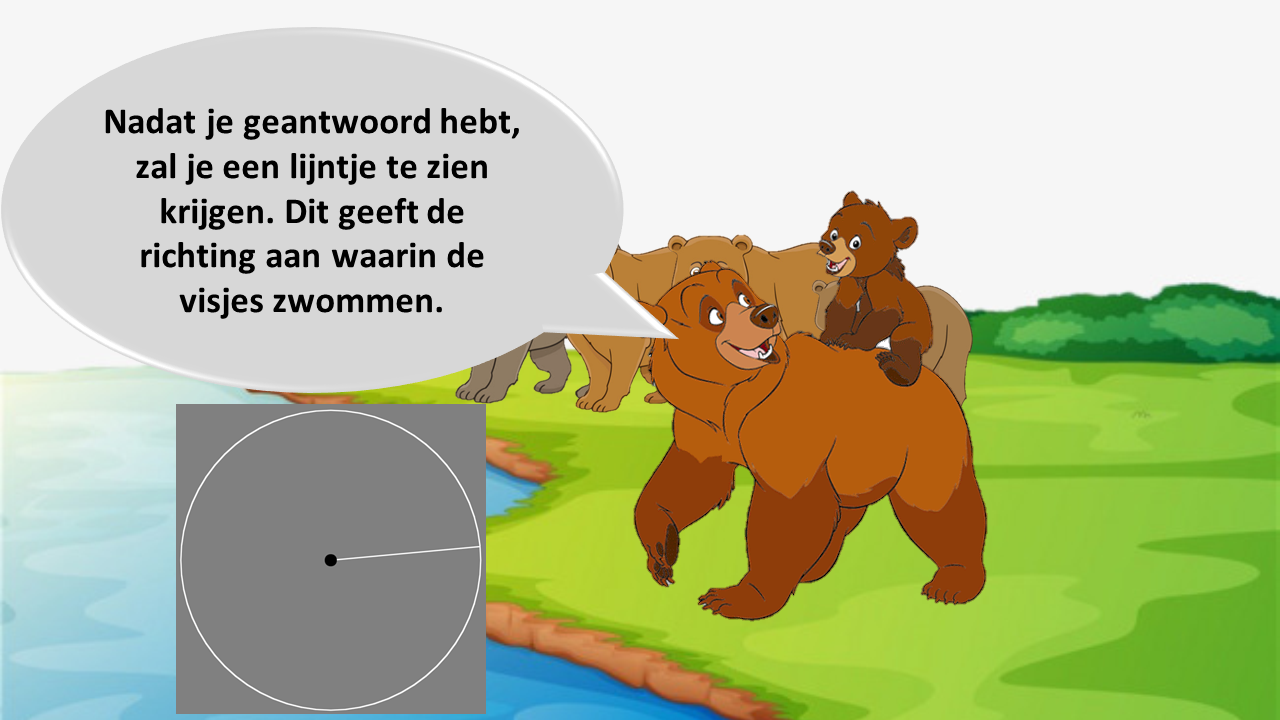 Nadat je geantwoord hebt,
zal je een lijntje te zien
krijgen. Dit geeft de
richting aan waarin de
visjes zwommen.